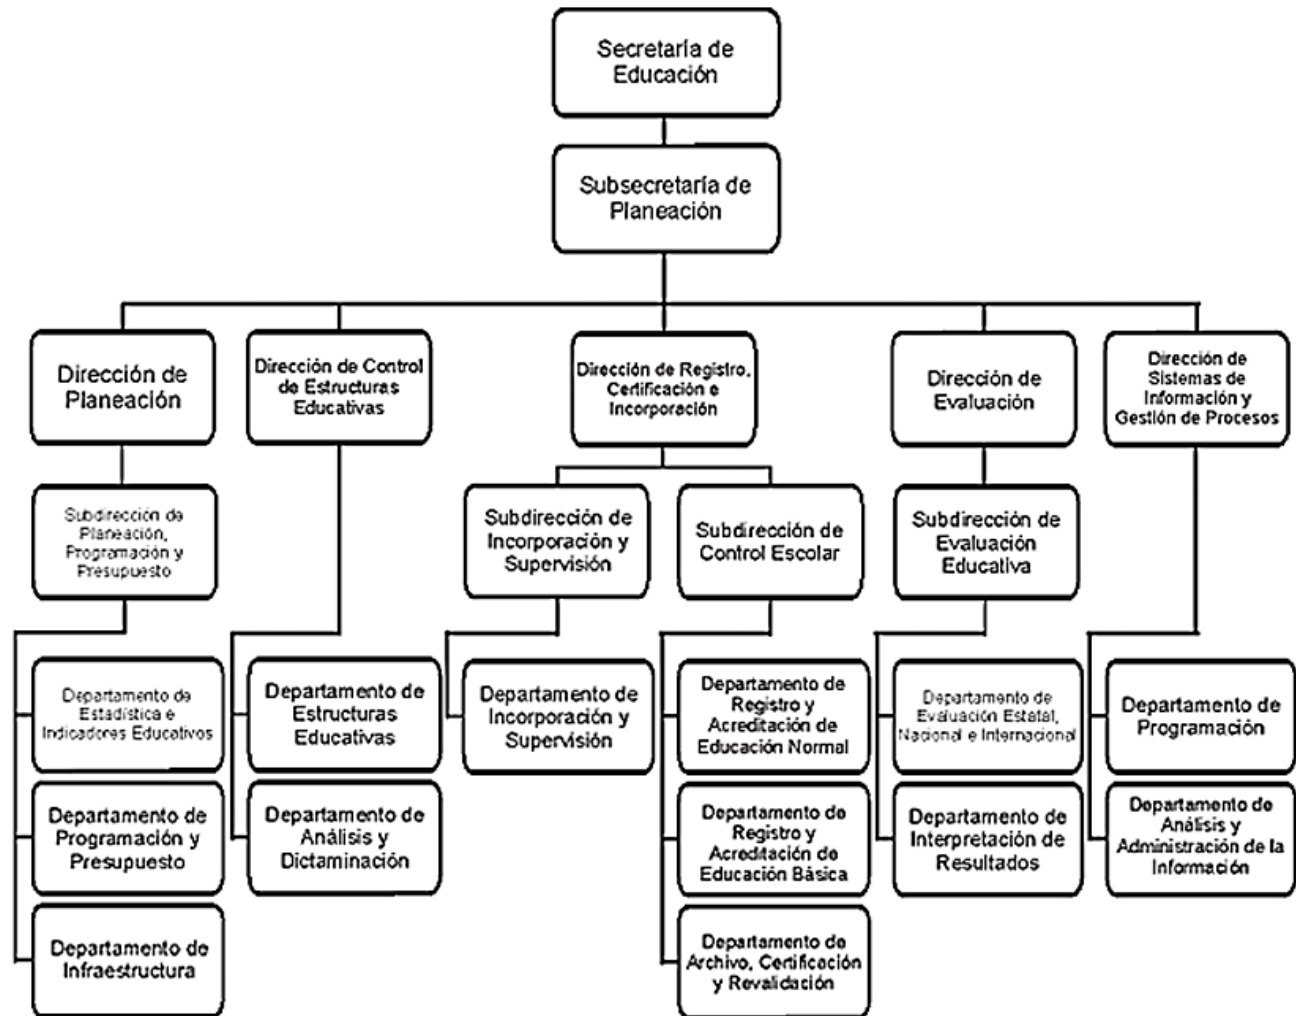 Secretaría de
Educación
Subsecretaría de
Planeación
Dirección de
Planeación
Dirección de Control
de Estructuras
Educativas
Dirección de Registro,
Certificación e
Incorporación
Dirección de
Evaluación
Dirección de
Sistemas de
Información y
Gestión de Procesos
Subdirección de
Planeación,
Programación y
Presupuesto
Subdirección de
Incorporación y
Supervisión
Subdirección de
Control Escolar
Subdirección de
Evaluación
Educativa
Departamento de
Estadística e
Indicadores Educativos
Departamento de
Estructuras
Educativas
Departamento de
Incorporación y
Supervisión
Departamento de
Registro y
Acreditación de
Educación Normal
Departamento de
Evaluación Estatal,
Nacional e Internacional
Departamento de
Programación
Departamento de
Programación y
Presupuesto
Departamento de
Análisis y
Dictaminación
Departamento de
Registro y
Acreditación de
Educación Básica
Departamento de
Interpretación de
Resultados
Departamento de
Análisis y
Administración de la
Información
Departamento de
Infraestructura
Departamento de
Archivo, Certificación
y Revalidación